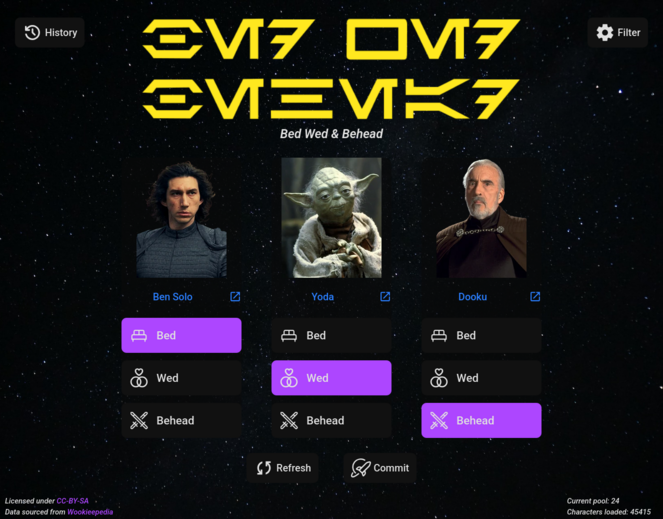 History
Filter
Bed Wed & Behead
Ben Solo
Yoda
Dooku
Bed
Bed
Bed
Wed
Wed
Wed
Behead
Behead
Behead
Refresh
Commit
Licensed under CC-BY-SA
Data sourced from Wookieepedia
Current pool: 24
Characters loaded: 45415